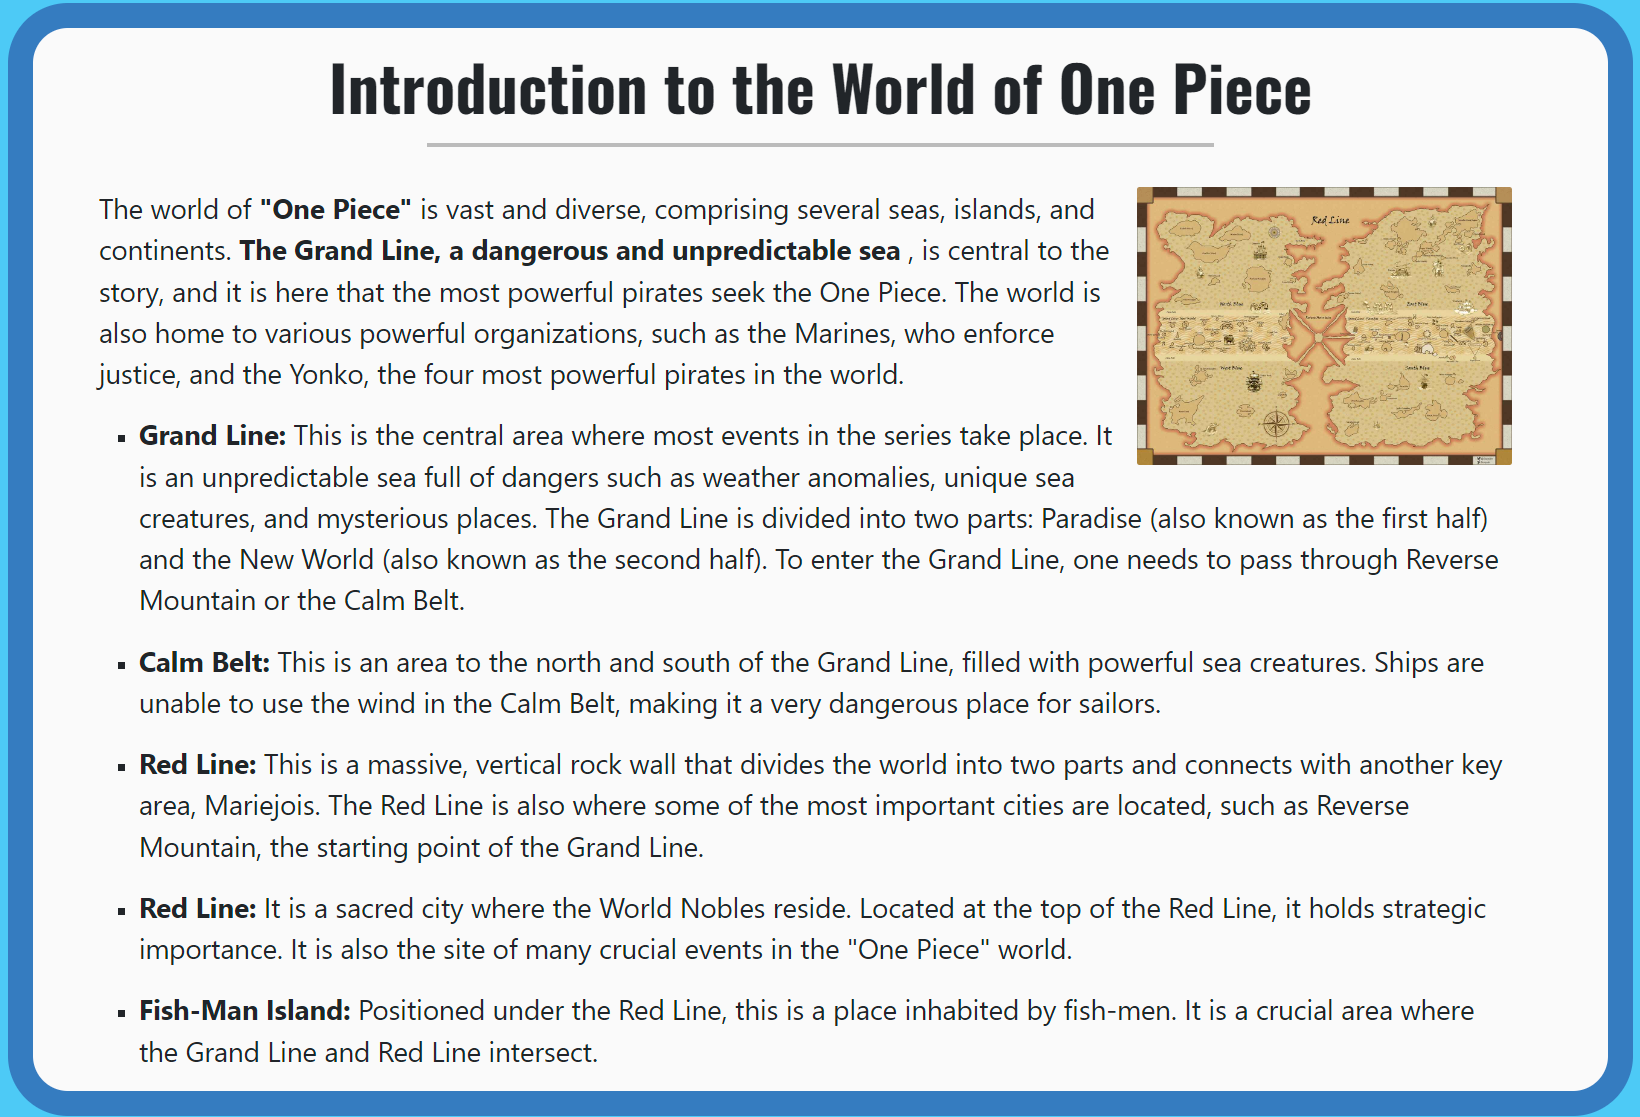 Introduction to the World of One Piece
The world of "One Piece" is vast and diverse, comprising several seas, islands, and
continents. The Grand Line, a dangerous and unpredictable sea , is central to the
story, and it is here that the most powerful pirates seek the One Piece. The world is
also home to various powerful organizations, such as the Marines, who enforce
justice, and the Yonko, the four most powerful pirates in the world.
Red Line
North Blue
East Blue
West Blue
South Blue
▪ Grand Line: This is the central area where most events in the series take place. It
is an unpredictable sea full of dangers such as weather anomalies, unique sea
creatures, and mysterious places. The Grand Line is divided into two parts: Paradise (also known as the first half)
and the New World (also known as the second half). To enter the Grand Line, one needs to pass through Reverse
Mountain or the Calm Belt.
▪ Calm Belt: This is an area to the north and south of the Grand Line, filled with powerful sea creatures. Ships are
unable to use the wind in the Calm Belt, making it a very dangerous place for sailors.
▪ Red Line: This is a massive, vertical rock wall that divides the world into two parts and connects with another key
area, Mariejois. The Red Line is also where some of the most important cities are located, such as Reverse
Mountain, the starting point of the Grand Line.
▪ Red Line: It is a sacred city where the World Nobles reside. Located at the top of the Red Line, it holds strategic
importance. It is also the site of many crucial events in the "One Piece" world.
▪ Fish-Man Island: Positioned under the Red Line, this is a place inhabited by fish-men. It is a crucial area where
the Grand Line and Red Line intersect.